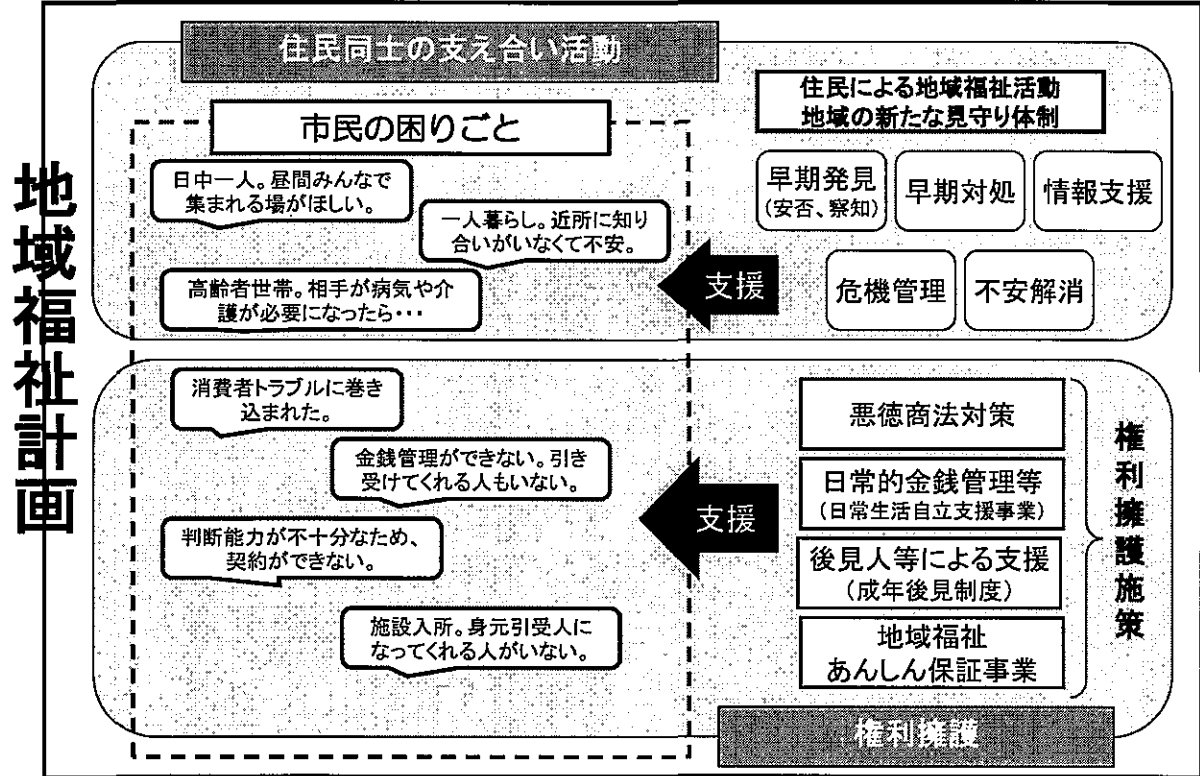 地域福祉計画
住民同士の支え合い活動
市民の困りごと
日中一人。昼間みんなで
集まれる場がほしい。
一人暮らし。近所に知り
合いがいなくて不安。
高齢者世帯。相手が病気や介
護が必要になったら・・・
支援
住民による地域福祉活動
地域の新たな見守り体制
早期発見
(安否、察知)
早期対処
情報支援
危機管理
不安解消
消費者トラブルに巻き
込まれた。
金銭管理ができない。引き
受けてくれる人もいない。
判断能力が不十分なため、
契約ができない。
施設入所。身元引受人に
なってくれる人がいない。
支援
悪徳商法対策
日常的金銭管理等
(日常生活自立支援事業)
後見人等による支援
(成年後見制度)
地域福祉
あんしん保証事業
権利擁護施策
権利擁護